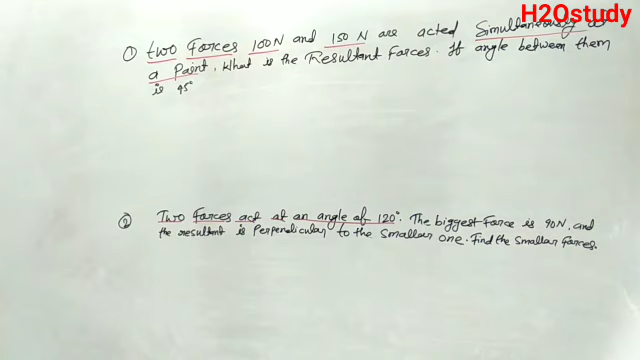 H2Ostudy
① two Forces 100N and 150 N are acted Simultaneously
a Point. What is the Resultant Forces. If angle between them
is 45°
② Two forces act at an angle of 120°. The biggest Force is 90N, and
the resultant is Perpendicular to the smaller one. Find the smaller forces.